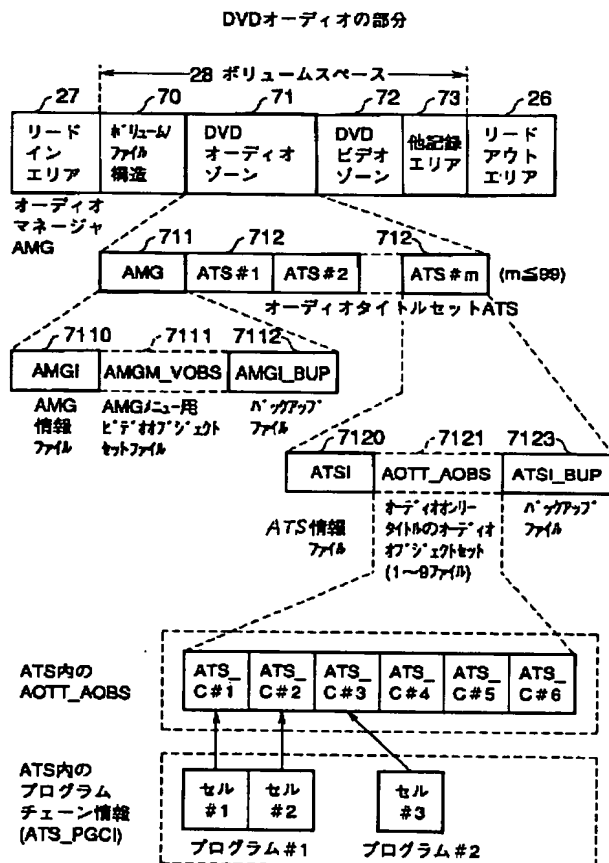 DVDオーディオの部分
28 ボリュームスペース
27 70 71 72 73 26
リード
イン
エリア
ボリューム/
ファイル
構造
DVD
オーディオ
ゾーン
DVD
ビデオ
ゾーン
他記録
エリア
リード
アウト
エリア
オーディオ
マネージャ
AMG
711 712 712
AMG ATS#1 ATS#2 ATS#m (m≦99)
オーディオタイトルセットATS
7110 7111 7112
AMGI AMGM_VOBS AMGI_BUP
AMG
情報
ファイル
AMGメニュー用
ビデオオブジェクト
セットファイル
バックアップ
ファイル
7120 7121 7123
ATSI AOTT_AOBS ATSI_BUP
ATS情報
ファイル
オーディオオンリー
タイトルのオーディオ
オブジェクトセット
(1〜9ファイル)
バックアップ
ファイル
ATS内の
AOTT_AOBS
ATS_ ATS_ ATS_ ATS_ ATS_ ATS_
C#1 C#2 C#3 C#4 C#5 C#6
ATS内の
プログラム
チェーン情報
(ATS_PGCI)
セル セル セル
#1 #2 #3
プログラム#1 プログラム#2